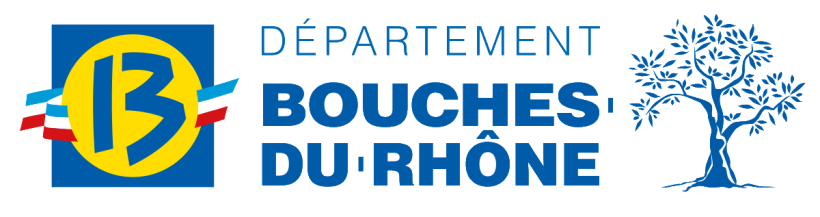 13
DÉPARTEMENT
BOUCHES-
DU-RHÔNE